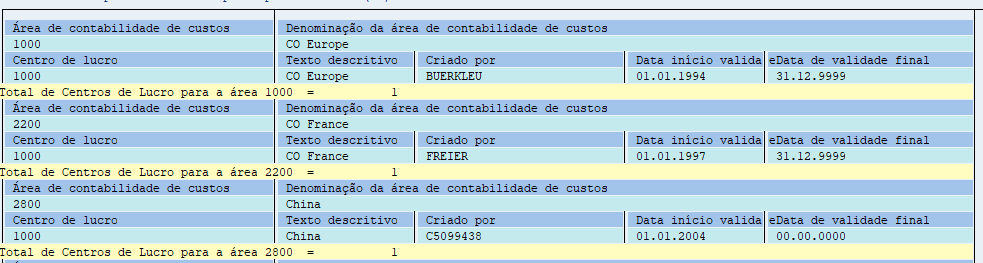 Área de contabilidade de custos Denominação da área de contabilidade de custos
1000 CO Europe
Centro de lucro Texto descritivo Criado por Data início valida eData de validade final
1000 CO Europe BUERKLEU 01.01.1994 31.12.9999
Total de Centros de Lucro para a área 1000 = 1
Área de contabilidade de custos Denominação da área de contabilidade de custos
2200 CO France
Centro de lucro Texto descritivo Criado por Data início valida eData de validade final
1000 CO France FREIER 01.01.1997 31.12.9999
Total de Centros de Lucro para a área 2200 = 1
Área de contabilidade de custos Denominação da área de contabilidade de custos
2800 China
Centro de lucro Texto descritivo Criado por Data início valida eData de validade final
1000 China C5099438 01.01.2004 00.00.0000
Total de Centros de Lucro para a área 2800 = 1